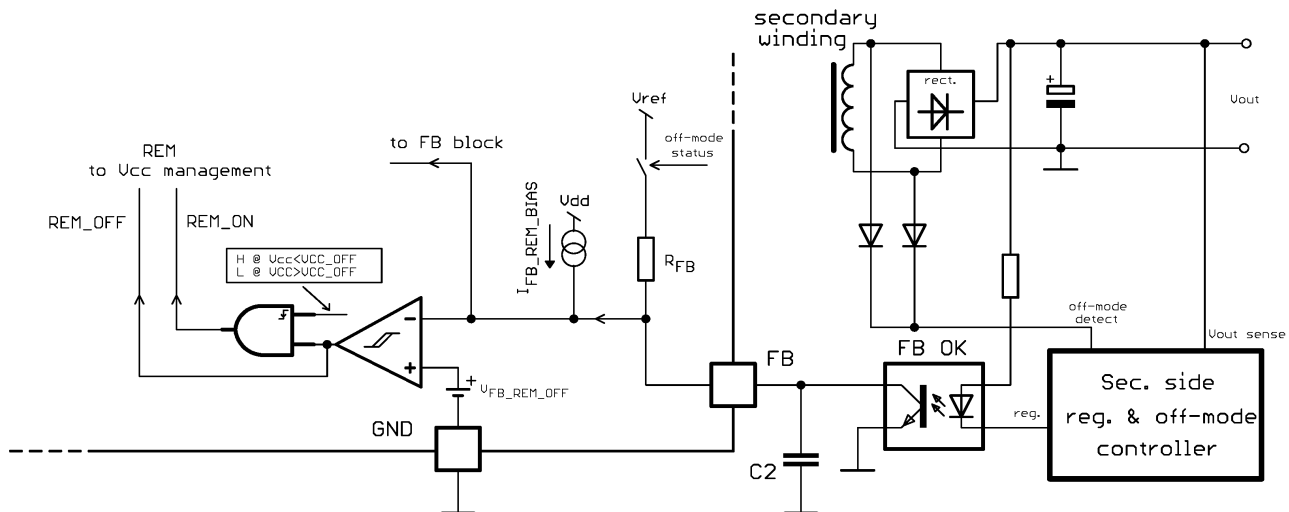 secondary
winding
rect.
+
Vout
Vref
off-mode
status
to FB block
REM
to Vcc management
REM_OFF
REM_ON
H @ Vcc<VCC_OFF
L @ VCC>VCC_OFF
I_FB_REM_BIAS
Vdd
R_FB
off-mode
detect
Vout sense
-
+
+
V_FB_REM_OFF
GND
FB
FB OK
reg.
C2
Sec. side
reg. & off-mode
controller